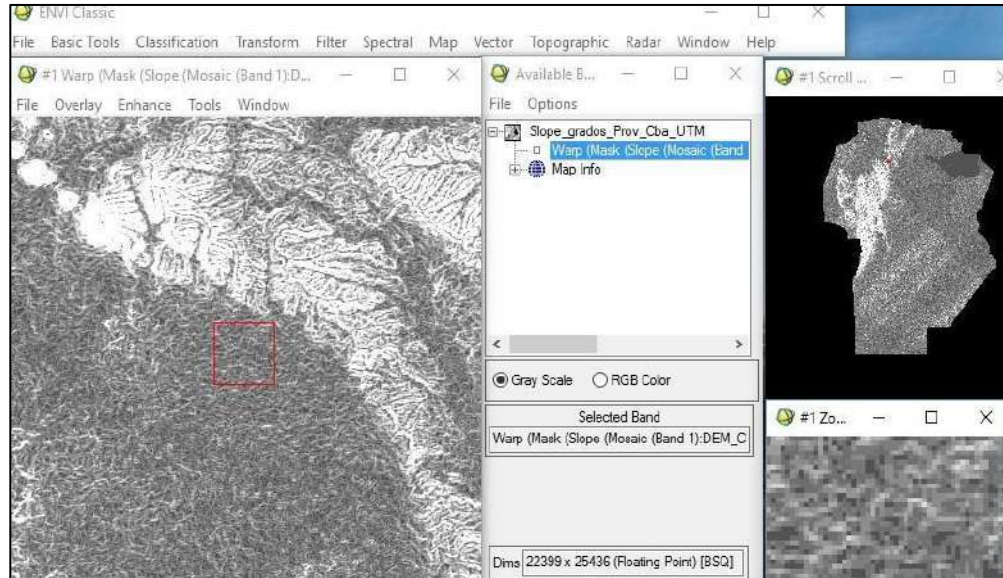 ENVI Classic
File Basic Tools Classification Transform Filter Spectral Map Vector Topographic Radar Window Help
#1 Warp (Mask (Slope (Mosaic (Band 1):D...
File Overlay Enhance Tools Window
Available B...
File Options
Slope_grados_Prov_Cba_UTM
Warp (Mask (Slope (Mosaic (Band
Map Info
Gray Scale RGB Color
Selected Band
Warp (Mask (Slope (Mosaic (Band 1):DEM_C
Dims 22399 x 25436 (Floating Point) [BSQ]
#1 Scroll ...
#1 Zo...